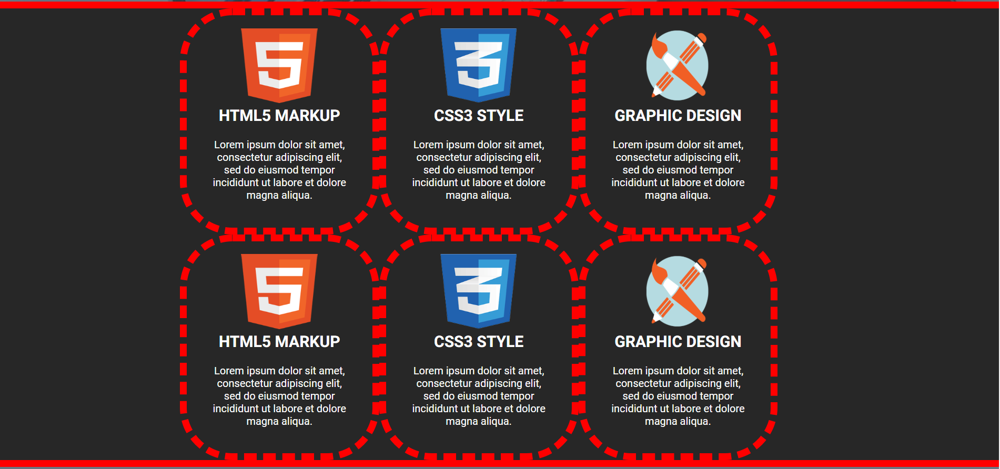 5
3
HTML5 MARKUP
CSS3 STYLE
GRAPHIC DESIGN
Lorem ipsum dolor sit amet,
consectetur adipiscing elit,
sed do eiusmod tempor
incididunt ut labore et dolore
magna aliqua.
Lorem ipsum dolor sit amet,
consectetur adipiscing elit,
sed do eiusmod tempor
incididunt ut labore et dolore
magna aliqua.
Lorem ipsum dolor sit amet,
consectetur adipiscing elit,
sed do eiusmod tempor
incididunt ut labore et dolore
magna aliqua.
5
3
HTML5 MARKUP
CSS3 STYLE
GRAPHIC DESIGN
Lorem ipsum dolor sit amet,
consectetur adipiscing elit,
sed do eiusmod tempor
incididunt ut labore et dolore
magna aliqua.
Lorem ipsum dolor sit amet,
consectetur adipiscing elit,
sed do eiusmod tempor
incididunt ut labore et dolore
magna aliqua.
Lorem ipsum dolor sit amet,
consectetur adipiscing elit,
sed do eiusmod tempor
incididunt ut labore et dolore
magna aliqua.